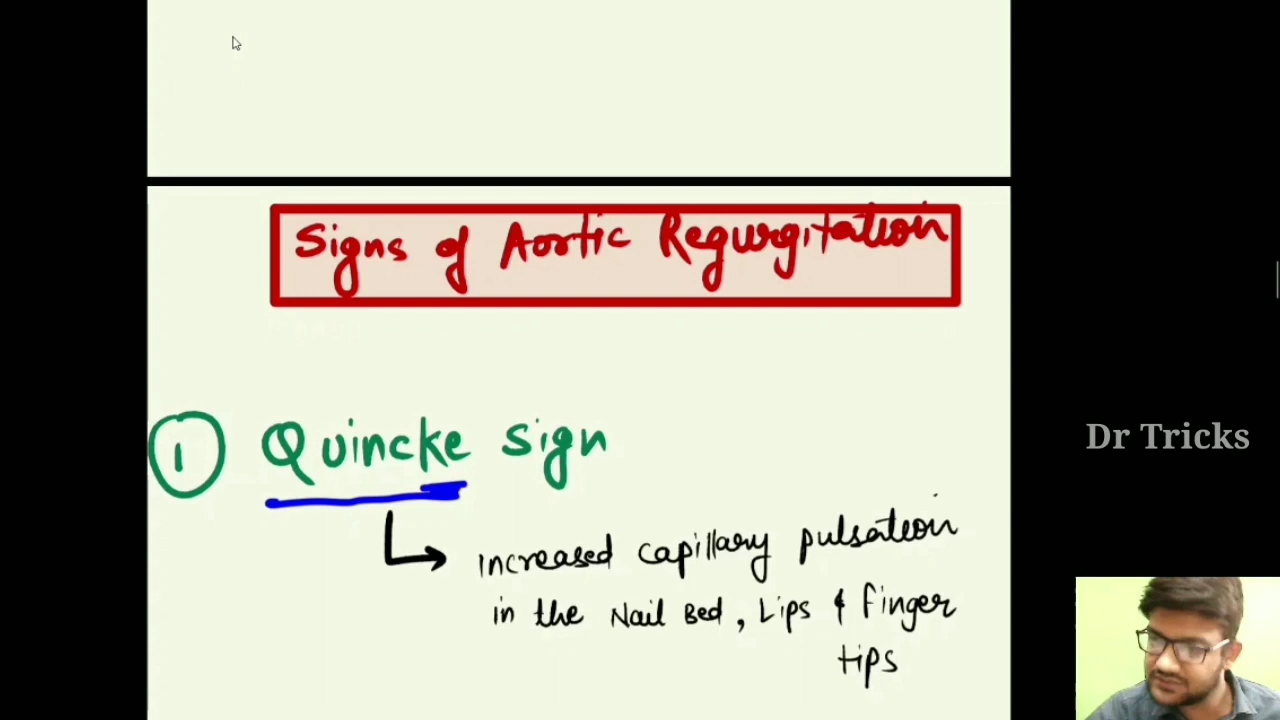 Signs of Aortic Regurgitation
1 Quincke sign
increased capillary pulsation
in the Nail Bed, Lips & finger
tips
Dr Tricks